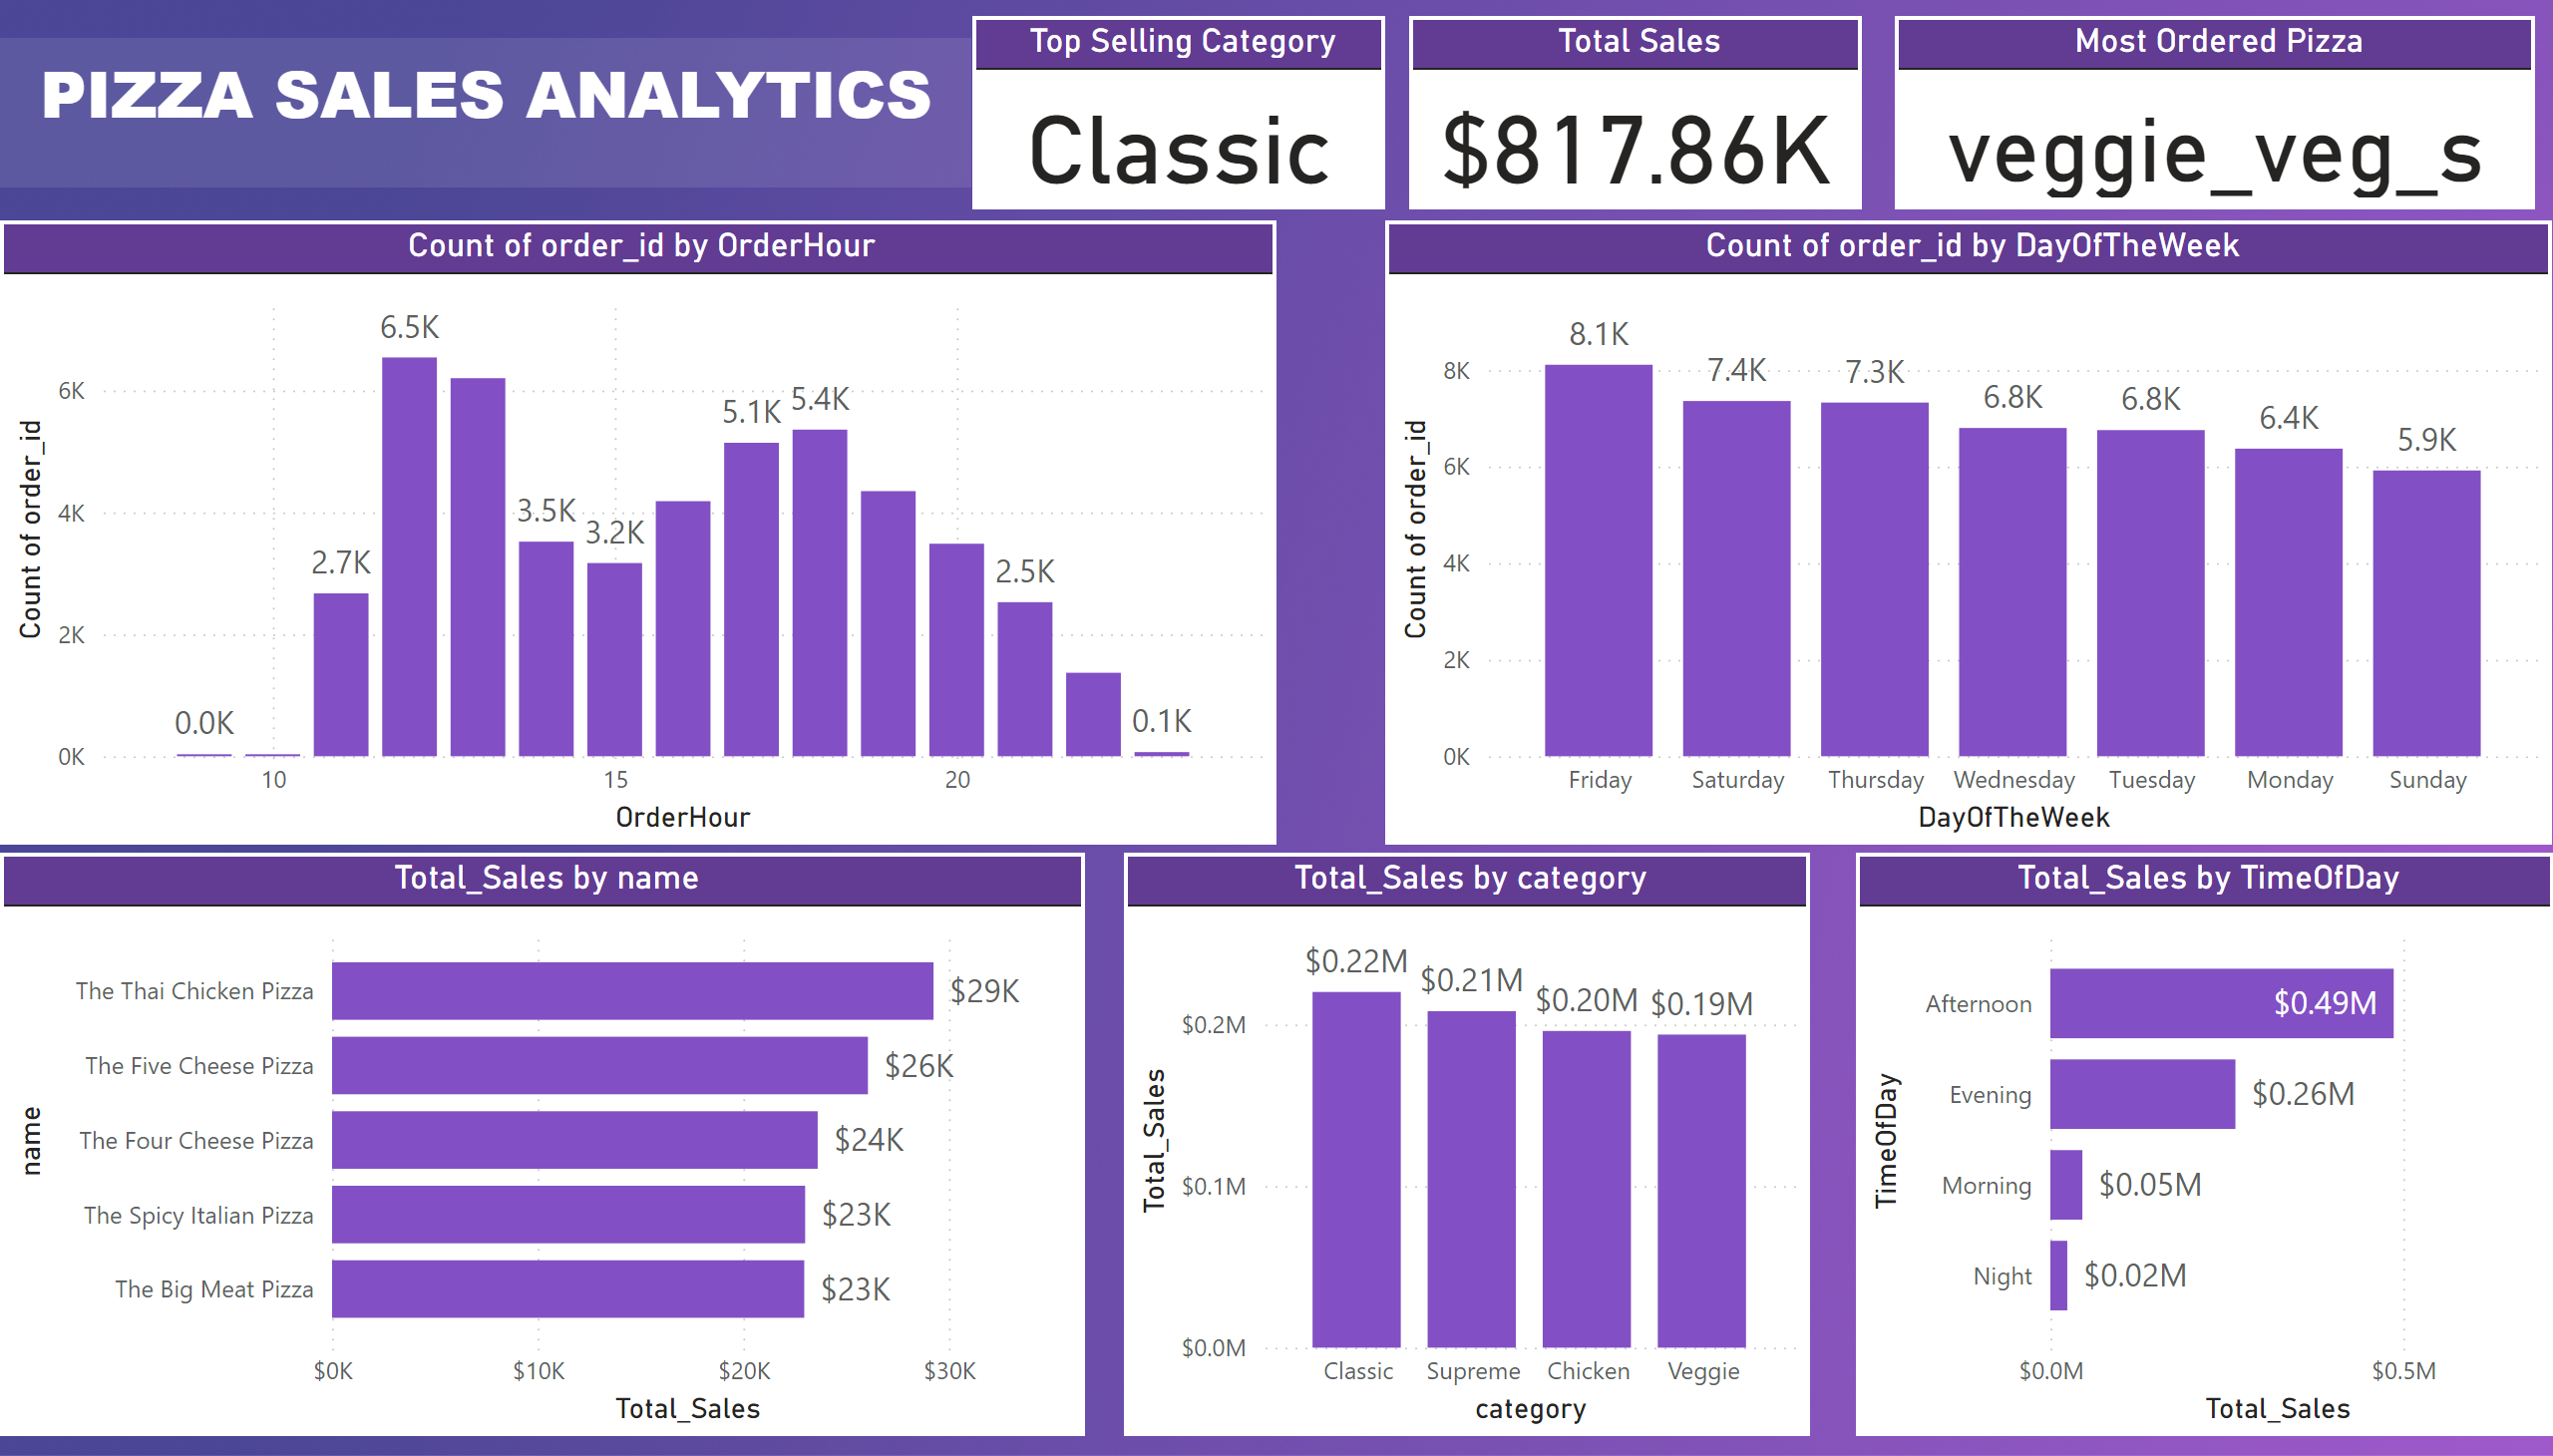 PIZZA SALES ANALYTICS
Top Selling Category
Classic
Total Sales
$817.86K
Most Ordered Pizza
veggie_veg_s
Count of order_id by OrderHour
Count of order_id
6K
4K
2K
0K
0.0K
2.7K
6.5K
3.5K
3.2K
5.1K
5.4K
2.5K
0.1K
10
15
20
OrderHour
Count of order_id by DayOfTheWeek
Count of order_id
8K
6K
4K
2K
0K
8.1K
7.4K
7.3K
6.8K
6.8K
6.4K
5.9K
Friday
Saturday
Thursday
Wednesday
Tuesday
Monday
Sunday
DayOfTheWeek
Total_Sales by name
name
The Thai Chicken Pizza
$29K
The Five Cheese Pizza
$26K
The Four Cheese Pizza
$24K
The Spicy Italian Pizza
$23K
The Big Meat Pizza
$23K
$0K
$10K
$20K
$30K
Total_Sales
Total_Sales by category
Total_Sales
$0.2M
$0.1M
$0.0M
$0.22M
$0.21M
$0.20M
$0.19M
Classic
Supreme
Chicken
Veggie
category
Total_Sales by TimeOfDay
TimeOfDay
Afternoon
$0.49M
Evening
$0.26M
Morning
$0.05M
Night
$0.02M
$0.0M
$0.5M
Total_Sales